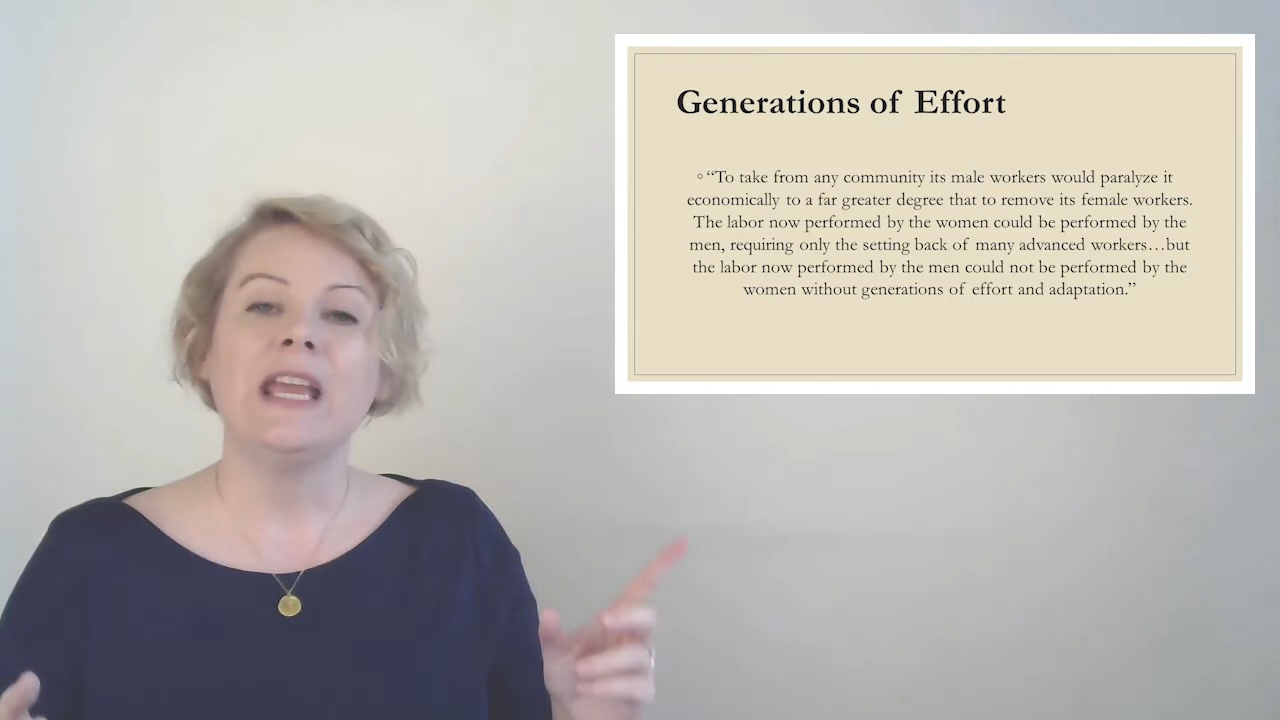 Generations of Effort
◦ “To take from any community its male workers would paralyze it
economically to a far greater degree that to remove its female workers.
The labor now performed by the women could be performed by the
men, requiring only the setting back of many advanced workers…but
the labor now performed by the men could not be performed by the
women without generations of effort and adaptation.”